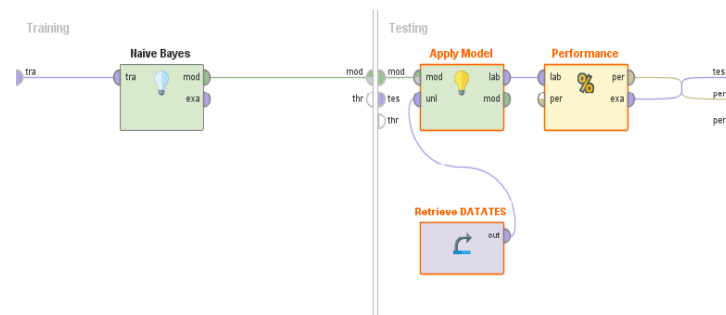 Training
Testing
Naive Bayes
Apply Model
Performance
tra
tra
mod
exa
mod
thr
mod
tes
thr
mod
unl
lab
mod
lab
per
%
per
exa
tes
per
per
Retrieve DATATES
out